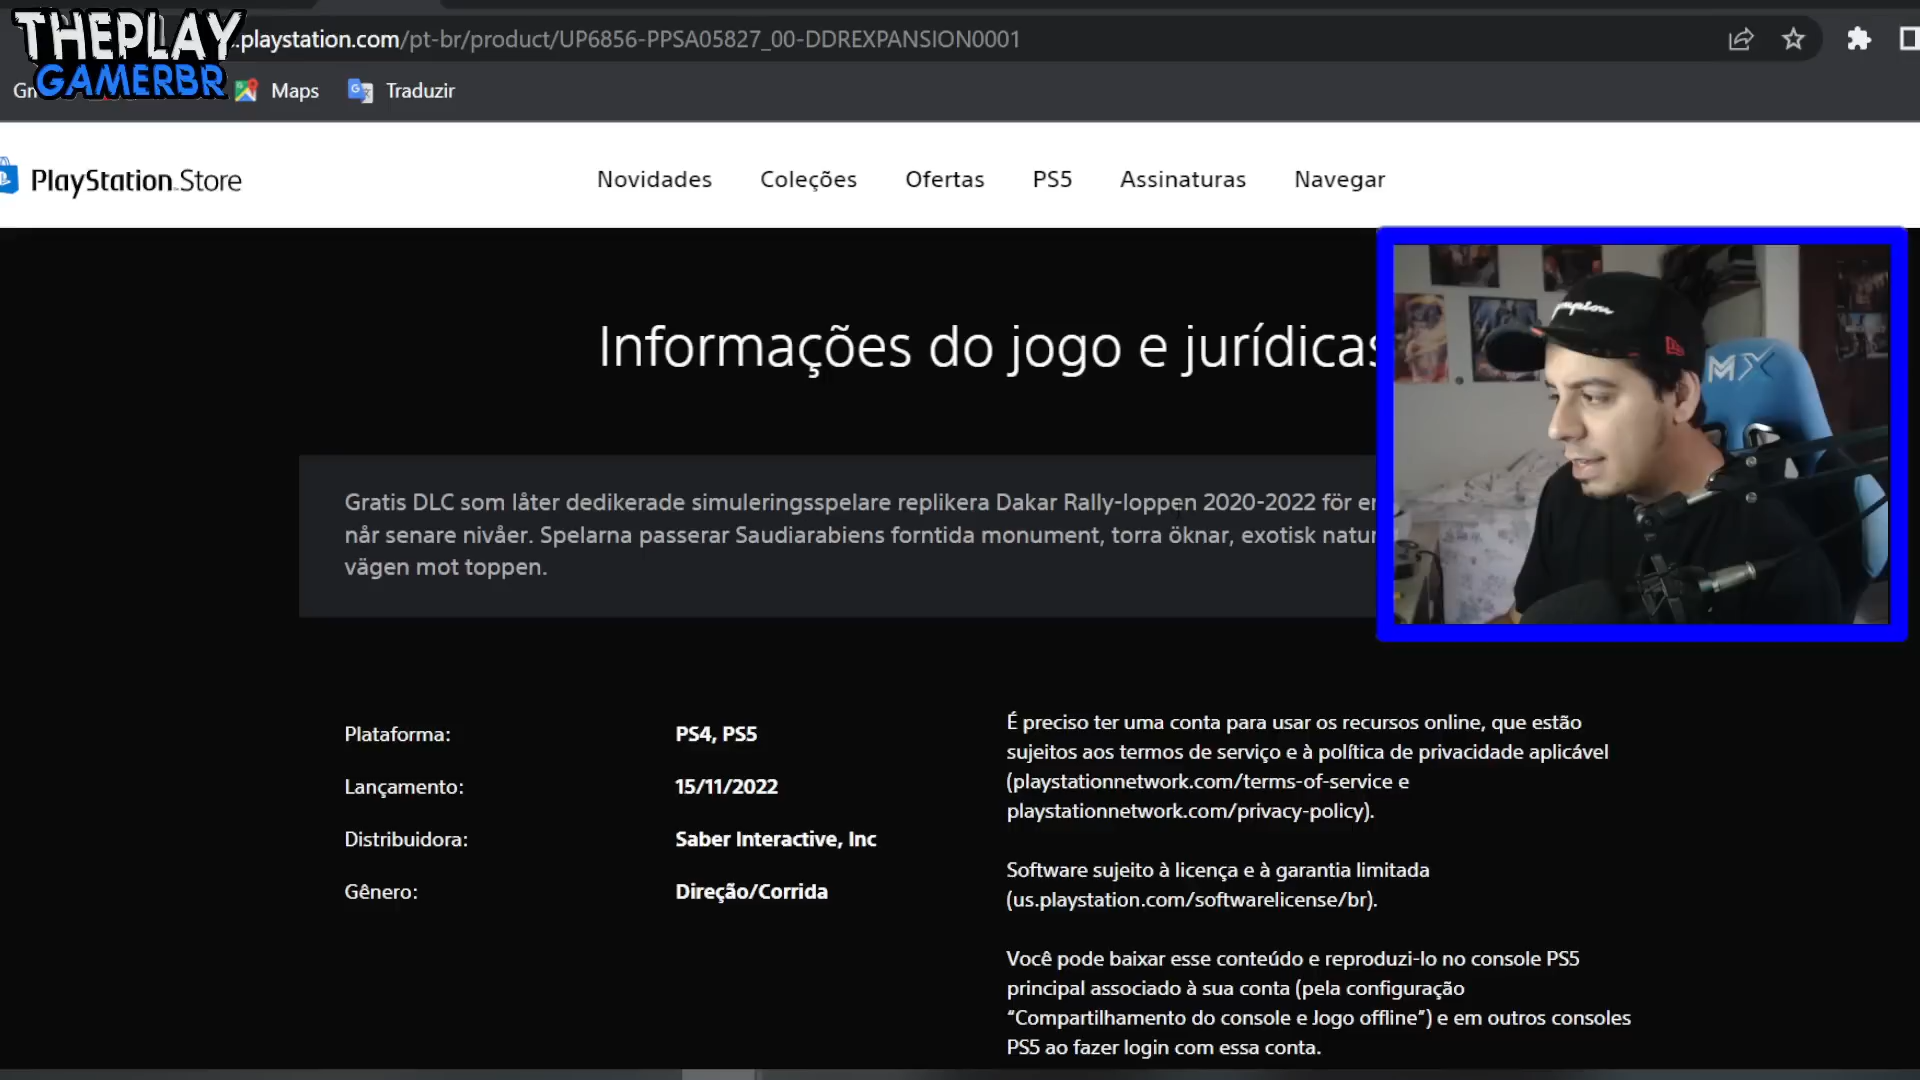 THEPLAY
GAMERBR
.playstation.com/pt-br/product/UP6856-PPSA05827_00-DDREXPANSION0001
Maps
Traduzir
PlayStation Store
Novidades
Coleções
Ofertas
PS5
Assinaturas
Navegar
Informações do jogo e jurídicas
Gratis DLC som låter dedikerade simuleringsspelare replikera Dakar Rally-loppen 2020-2022 för
når senare nivåer. Spelarna passerar Saudiarabiens forntida monument, torra öknar, exotisk
vägen mot toppen.
MX
Plataforma:
PS4, PS5
Lançamento:
15/11/2022
Distribuidora:
Saber Interactive, Inc
Gênero:
Direção/Corrida
É preciso ter uma conta para usar os recursos online, que estão
sujeitos aos termos de serviço e à política de privacidade aplicável
(playstationnetwork.com/terms-of-service e
playstationnetwork.com/privacy-policy).
Software sujeito à licença e à garantia limitada
(us.playstation.com/softwarelicense/br).
Você pode baixar esse conteúdo e reproduzi-lo no console PS5
principal associado à sua conta (pela configuração
“Compartilhamento do console e Jogo offline”) e em outros consoles
PS5 ao fazer login com essa conta.